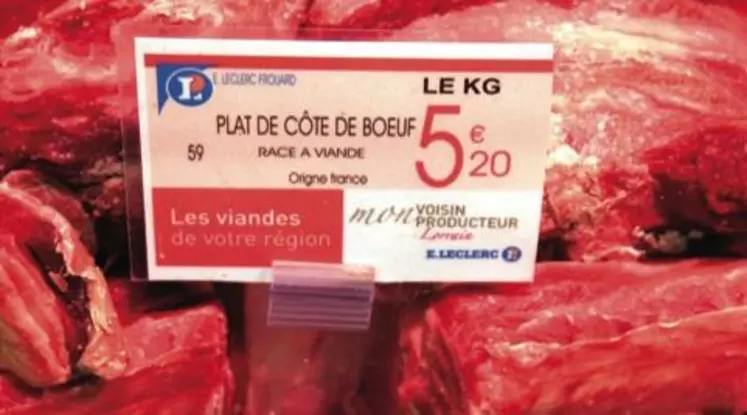 E. LECLERC FROUARD
LE KG
PLAT DE CÔTE DE BOEUF
5€20
59
RACE A VIANDE
Origne france
Les viandes
de votre région
mon VOISIN
PRODUCTEUR
Lorrain
E.LECLERC L